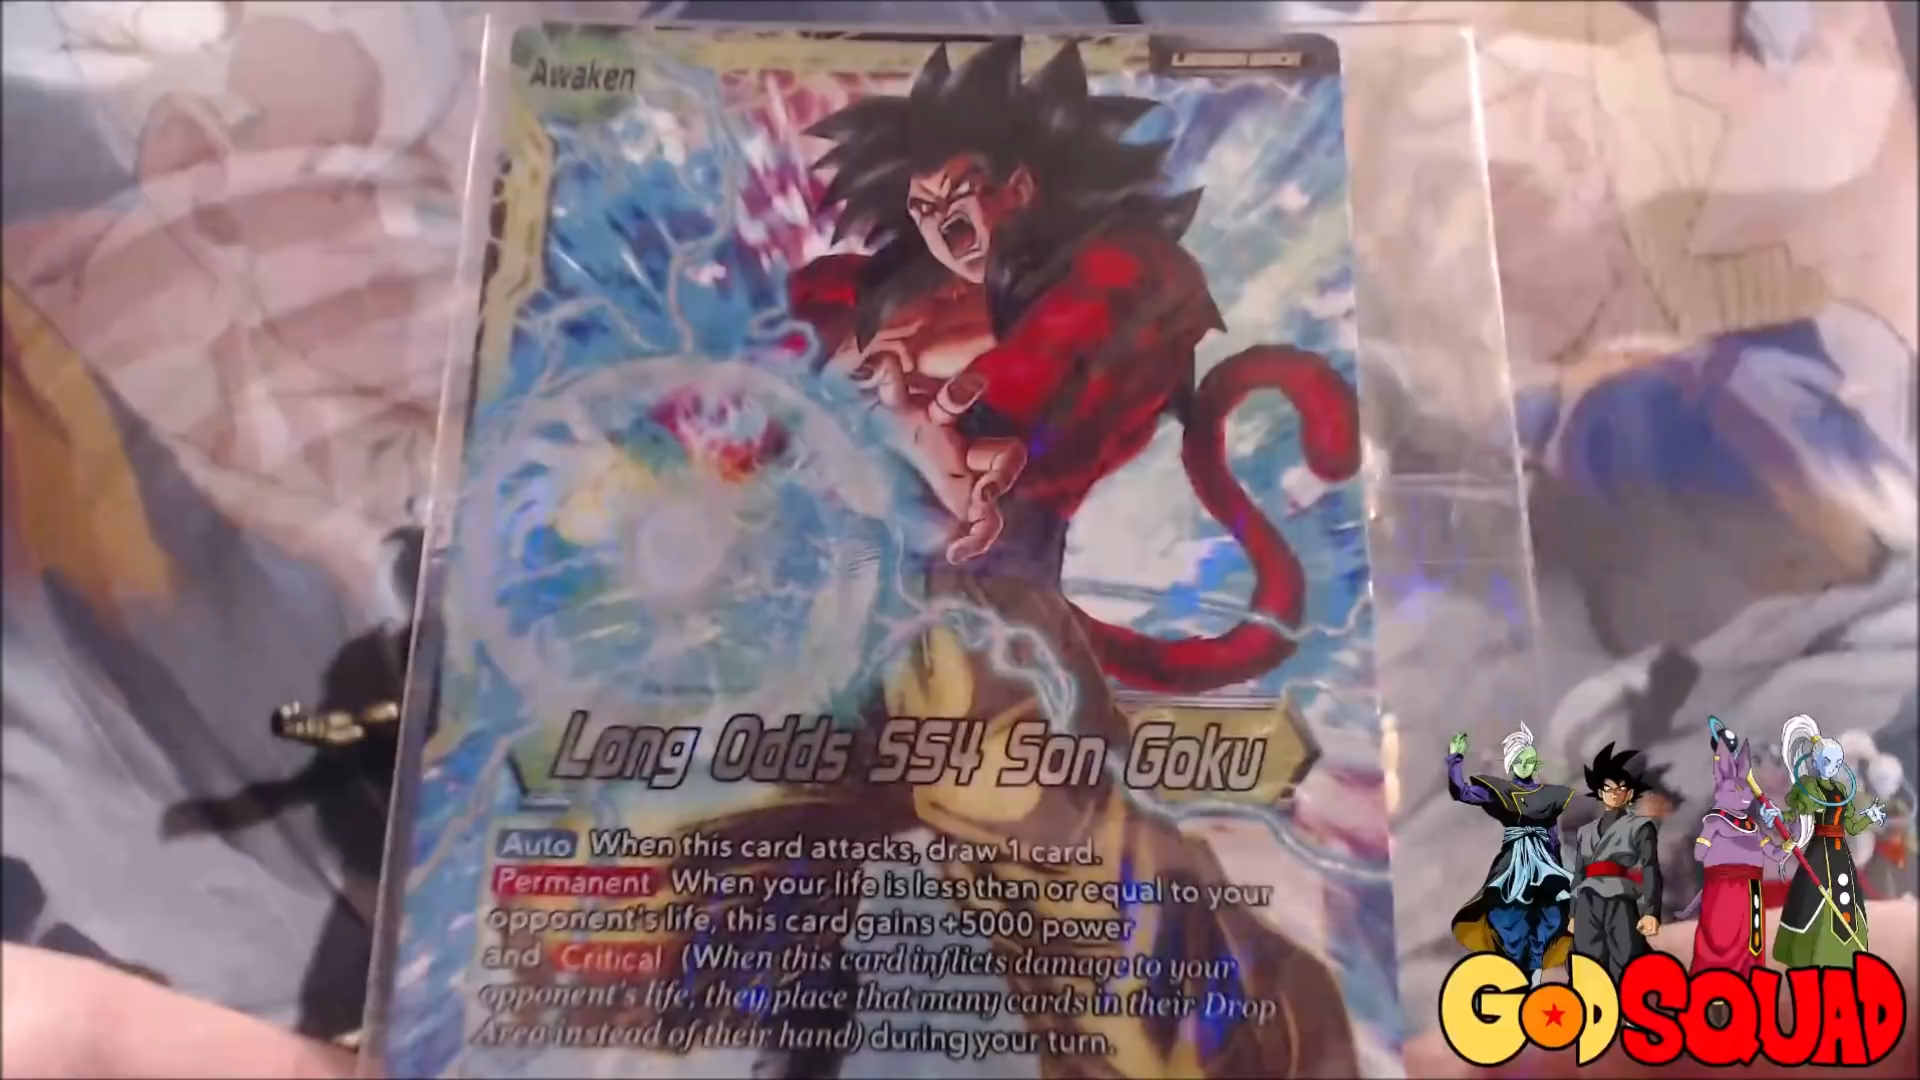 Awaken
LEADER BACK
Long Odds SS4 Son Goku
Auto When this card attacks, draw 1 card.
Permanent When your life is less than or equal to your
opponent's life, this card gains +5000 power
and Critical (When this card inflicts damage to your
opponent's life, they place that many cards in their Drop
Area instead of their hand) during your turn.
GODSQUAD